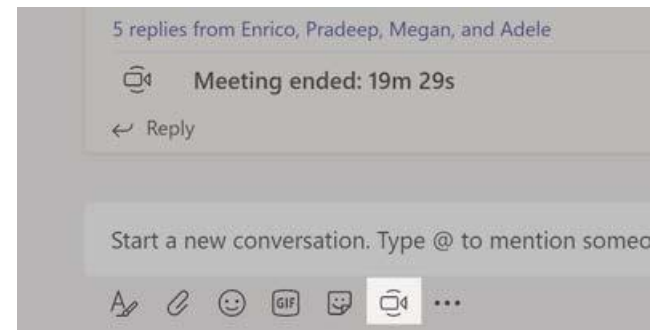 5 replies from Enrico, Pradeep, Megan, and Adele
Meeting ended: 19m 29s
Reply
Start a new conversation. Type @ to mention someo
GIF